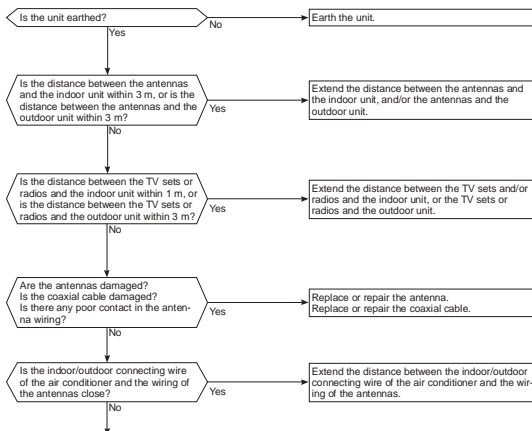 Is the unit earthed?
No
Earth the unit.
Yes
Is the distance between the antennas
and the indoor unit within 3 m, or is the
distance between the antennas and the
outdoor unit within 3 m?
Yes
Extend the distance between the antennas and
the indoor unit, and/or the antennas and the
outdoor unit.
No
Is the distance between the TV sets or
radios and the indoor unit within 1 m, or
is the distance between the TV sets or
radios and the outdoor unit within 3 m?
Yes
Extend the distance between the TV sets and/or
radios and the indoor unit, or the TV sets or
radios and the outdoor unit.
No
Are the antennas damaged?
Is the coaxial cable damaged?
Is there any poor contact in the anten-
na wiring?
Yes
Replace or repair the antenna.
Replace or repair the coaxial cable.
No
Is the indoor/outdoor connecting wire
of the air conditioner and the wiring of
the antennas close?
Yes
Extend the distance between the indoor/outdoor
connecting wire of the air conditioner and the wir-
ing of the antennas.
No